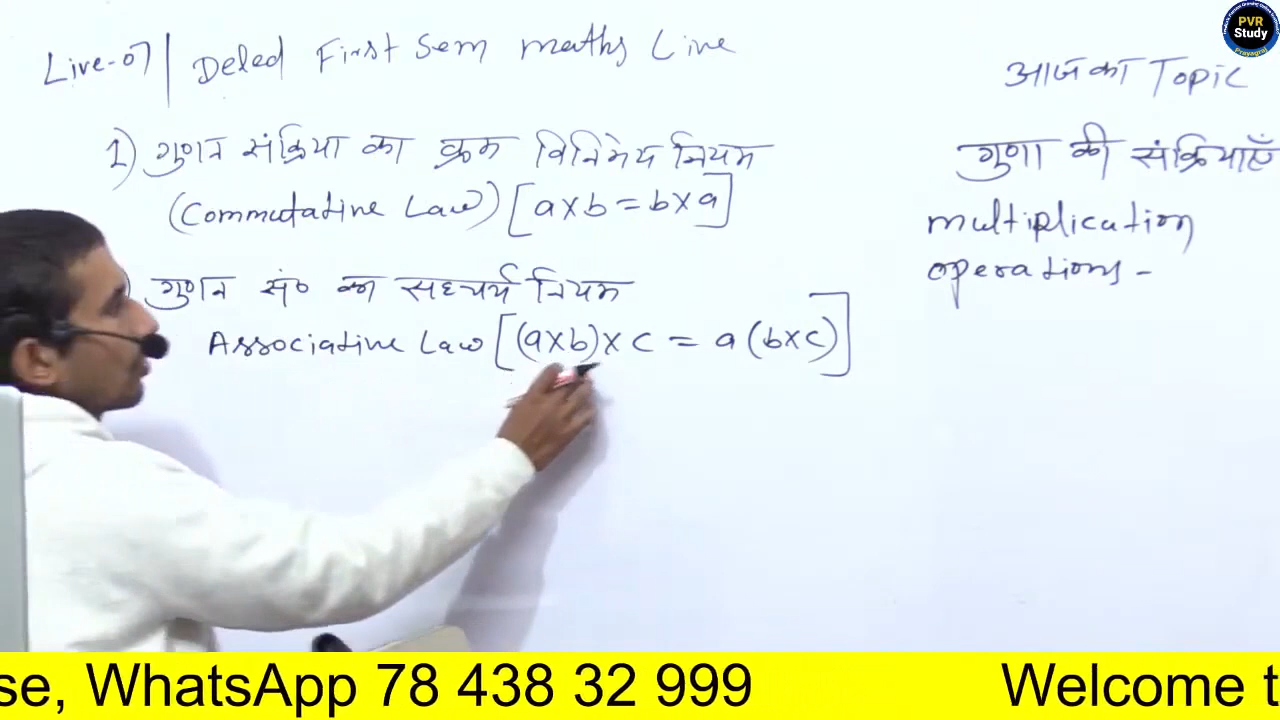 Live-07 | Deled First Sem maths Live
आज का Topic
गुणा की संक्रियाएँ
multiplication
operations -
1) गुणन संक्रिया का क्रम विनिमेय नियम
(Commutative Law) [a×b = b×a]
) गुणन सं० का सहचर्य नियम
Associative Law [(a×b)× c = a (b×c)]
PVR
Study
Prayagraj
se, WhatsApp 78 438 32 999 Welcome t